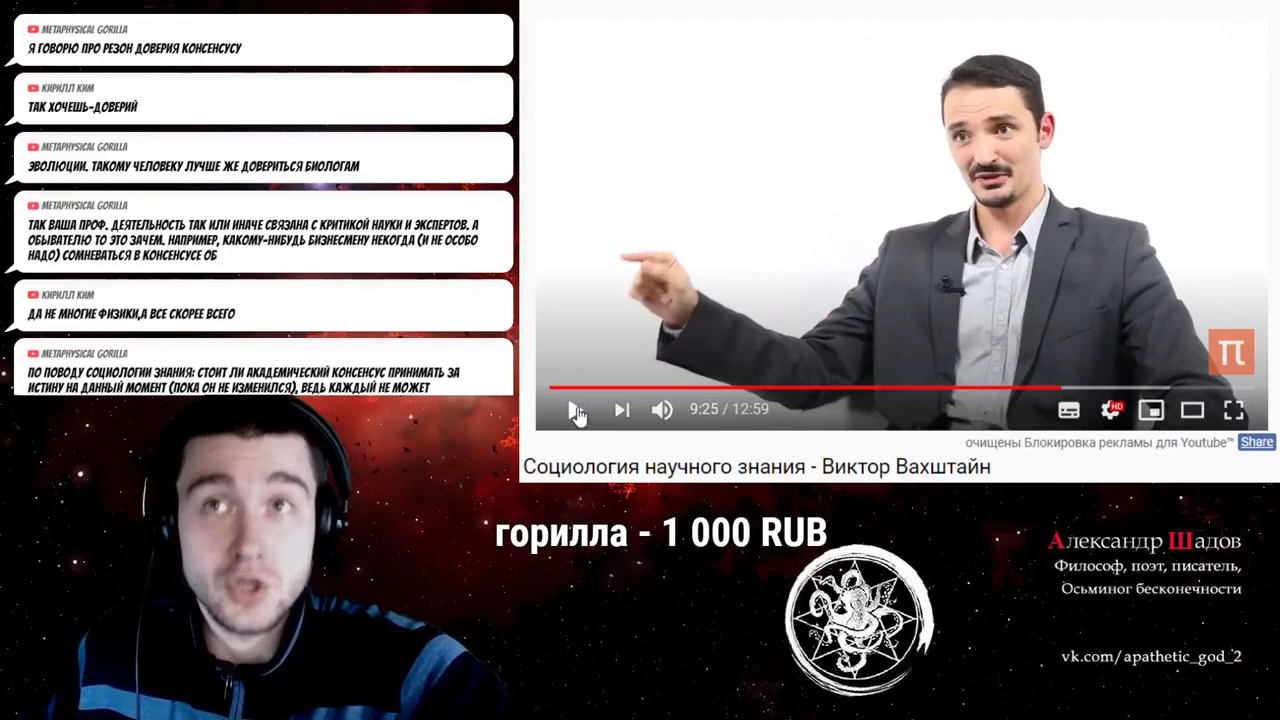 METAPHYSICAL GORILLA
Я ГОВОРЮ ПРО РЕЗОН ДОВЕРИЯ КОНСЕНСУСУ
КИРИЛЛ КИМ
ТАК ХОЧЕШЬ-ДОВЕРИЙ
METAPHYSICAL GORILLA
ЭВОЛЮЦИИ. ТАКОМУ ЧЕЛОВЕКУ ЛУЧШЕ ЖЕ ДОВЕРИТЬСЯ БИОЛОГАМ
METAPHYSICAL GORILLA
ТАК ВАША ПРОФ. ДЕЯТЕЛЬНОСТЬ ТАК ИЛИ ИНАЧЕ СВЯЗАНА С КРИТИКОЙ НАУКИ И ЭКСПЕРТОВ. А
ОБЫВАТЕЛЮ ТО ЭТО ЗАЧЕМ. НАПРИМЕР, КАКОМУ-НИБУДЬ БИЗНЕСМЕНУ НЕКОГДА (И НЕ ОСОБО
НАДО) СОМНЕВАТЬСЯ В КОНСЕНСУСЕ ОБ
КИРИЛЛ КИМ
ДА НЕ МНОГИЕ ФИЗИКИ,А ВСЕ СКОРЕЕ ВСЕГО
METAPHYSICAL GORILLA
ПО ПОВОДУ СОЦИОЛОГИИ ЗНАНИЯ: СТОИТ ЛИ АКАДЕМИЧЕСКИЙ КОНСЕНСУС ПРИНИМАТЬ ЗА
ИСТИНУ НА ДАННЫЙ МОМЕНТ (ПОКА ОН НЕ ИЗМЕНИЛСЯ), ВЕДЬ КАЖДЫЙ НЕ МОЖЕТ
π
9:25 / 12:59
HD
очищены Блокировка рекламы для Youtube™ Share
Социология научного знания - Виктор Вахштайн
горилла - 1 000 RUB
Александр Шадов
Философ, поэт, писатель,
Осьминог бесконечности
vk.com/apathetic_god_2